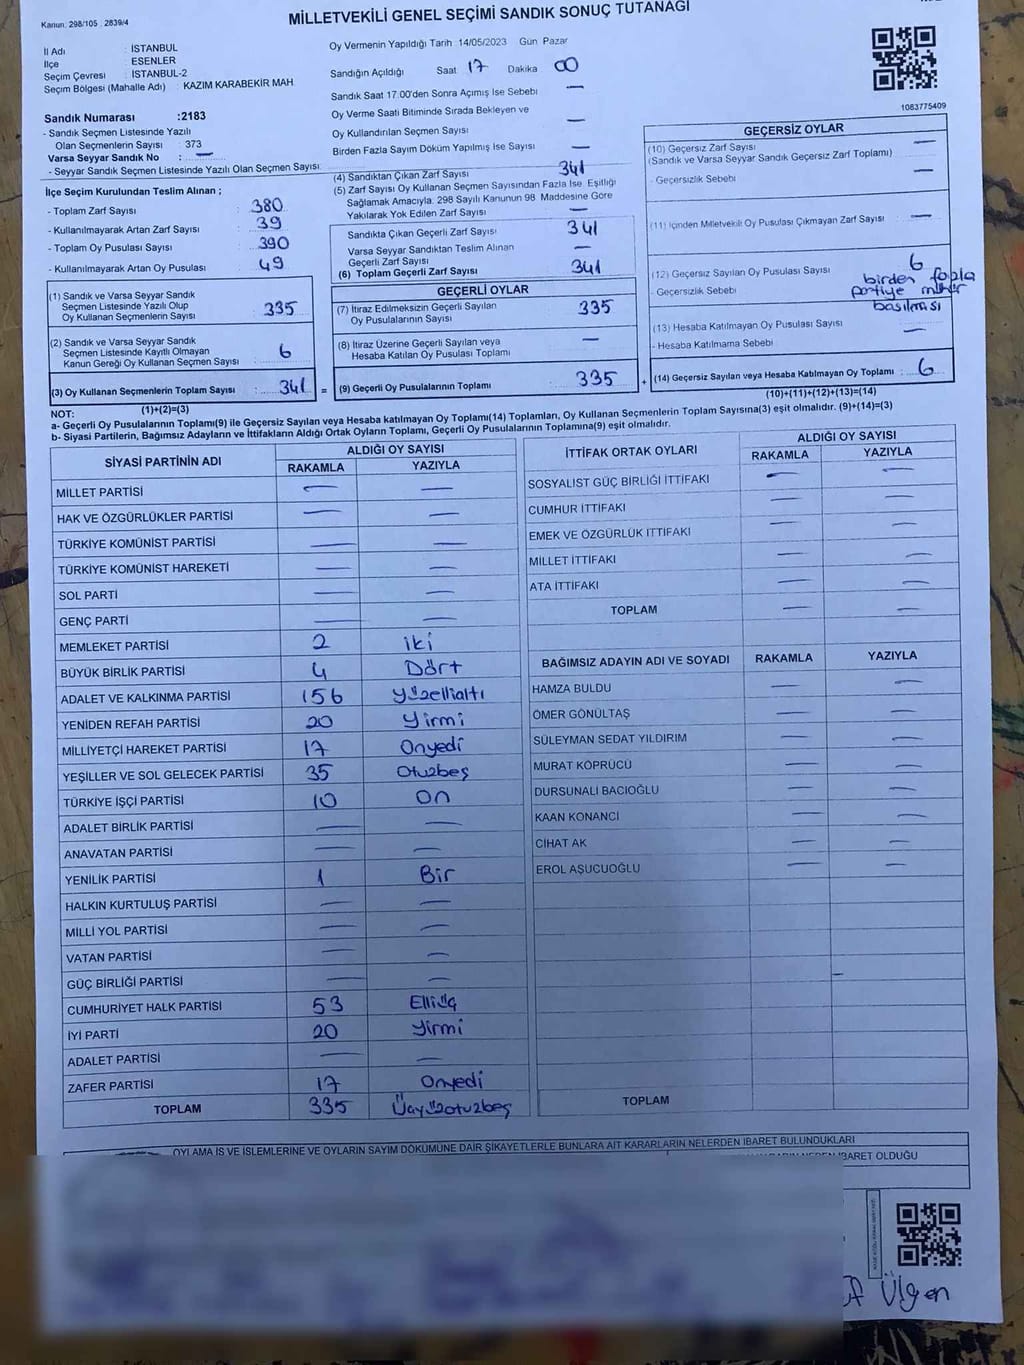 Kanun: 298/105 : 2839/4
MİLLETVEKİLİ GENEL SEÇİMİ SANDIK SONUÇ TUTANAĞI
İl Adı : İSTANBUL
İlçe : ESENLER
Seçim Çevresi : İSTANBUL-2
Seçim Bölgesi (Mahalle Adı) : KAZIM KARABEKİR MAH
Sandık Numarası :2183
- Sandık Seçmen Listesinde Yazılı
Olan Seçmenlerin Sayısı : 373
Varsa Seyyar Sandık No : —
- Seyyar Sandık Seçmen Listesinde Yazılı Olan Seçmen Sayısı:
Oy Vermenin Yapıldığı Tarih : 14/05/2023 Gün Pazar
Sandığın Açıldığı Saat 17 Dakika 00
Sandık Saat 17.00'den Sonra Açımış İse Sebebi —
Oy Verme Saati Bitiminde Sırada Bekleyen ve
Oy Kullandırılan Seçmen Sayısı —
Birden Fazla Sayım Döküm Yapılmış İse Sayısı —
1083775409
İlçe Seçim Kurulundan Teslim Alınan ;
- Toplam Zarf Sayısı : 380
- Kullanılmayarak Artan Zarf Sayısı : 39
- Toplam Oy Pusulası Sayısı : 390
- Kullanılmayarak Artan Oy Pusulası : 49
(4) Sandıktan Çıkan Zarf Sayısı 341
(5) Zarf Sayısı Oy Kullanan Seçmen Sayısından Fazla İse, Eşitliği
Sağlamak Amacıyla, 298 Sayılı Kanunun 98. Maddesine Göre
Yakılarak Yok Edilen Zarf Sayısı —
Sandıkta Çıkan Geçerli Zarf Sayısı 341
Varsa Seyyar Sandıktan Teslim Alınan
Geçerli Zarf Sayısı —
(6) Toplam Geçerli Zarf Sayısı 341
GEÇERSİZ OYLAR
(10) Geçersiz Zarf Sayısı —
(Sandık ve Varsa Seyyar Sandık Geçersiz Zarf Toplamı)
- Geçersizlik Sebebi —
(11) İçinden Milletvekili Oy Pusulası Çıkmayan Zarf Sayısı —
(12) Geçersiz Sayılan Oy Pusulası Sayısı 6
- Geçersizlik Sebebi birden fazla
partiye mühür
basılması
(13) Hesaba Katılmayan Oy Pusulası Sayısı —
- Hesaba Katılmama Sebebi
(14) Geçersiz Sayılan veya Hesaba Katılmayan Oy Toplamı : 6
(10)+(11)+(12)+(13)=(14)
(1) Sandık ve Varsa Seyyar Sandık
Seçmen Listesinde Yazılı Olup
Oy Kullanan Seçmenlerin Sayısı : 335
(2) Sandık ve Varsa Seyyar Sandık
Seçmen Listesinde Kayıtlı Olmayan
Kanun Gereği Oy Kullanan Seçmen Sayısı : 6
(3) Oy Kullanan Seçmenlerin Toplam Sayısı : 341 =
(1)+(2)=(3)
GEÇERLİ OYLAR
(7) İtiraz Edilmeksizin Geçerli Sayılan
Oy Pusulalarının Sayısı 335
(8) İtiraz Üzerine Geçerli Sayılan veya
Hesaba Katılan Oy Pusulası Toplamı —
(9) Geçerli Oy Pusulalarının Toplamı 335 +
NOT:
a- Geçerli Oy Pusulalarının Toplamı(9) ile Geçersiz Sayılan veya Hesaba katılmayan Oy Toplamı(14) Toplamları, Oy Kullanan Seçmenlerin Toplam Sayısına(3) eşit olmalıdır. (9)+(14)=(3)
b- Siyasi Partilerin, Bağımsız Adayların ve İttifakların Aldığı Ortak Oyların Toplamı, Geçerli Oy Pusulalarının Toplamına(9) eşit olmalıdır.
SİYASİ PARTİNİN ADI ALDIĞI OY SAYISI
RAKAMLA YAZIYLA
MİLLET PARTİSİ — —
HAK VE ÖZGÜRLÜKLER PARTİSİ — —
TÜRKİYE KOMÜNİST PARTİSİ — —
TÜRKİYE KOMÜNİST HAREKETİ — —
SOL PARTİ — —
GENÇ PARTİ — —
MEMLEKET PARTİSİ 2 iki
BÜYÜK BİRLİK PARTİSİ 4 Dört
ADALET VE KALKINMA PARTİSİ 156 yüzellialtı
YENİDEN REFAH PARTİSİ 20 yirmi
MİLLİYETÇİ HAREKET PARTİSİ 17 Onyedi
YEŞİLLER VE SOL GELECEK PARTİSİ 35 Otuzbeş
TÜRKİYE İŞÇİ PARTİSİ 10 on
ADALET BİRLİK PARTİSİ — —
ANAVATAN PARTİSİ — —
YENİLİK PARTİSİ 1 Bir
HALKIN KURTULUŞ PARTİSİ — —
MİLLİ YOL PARTİSİ — —
VATAN PARTİSİ — —
GÜÇ BİRLİĞİ PARTİSİ — —
CUMHURİYET HALK PARTİSİ 53 Elliüç
İYİ PARTİ 20 yirmi
ADALET PARTİSİ — —
ZAFER PARTİSİ 17 Onyedi
TOPLAM 335 Üçyüzotuzbeş
İTTİFAK ORTAK OYLARI ALDIĞI OY SAYISI
RAKAMLA YAZIYLA
SOSYALİST GÜÇ BİRLİĞİ İTTİFAKI — —
CUMHUR İTTİFAKI — —
EMEK VE ÖZGÜRLÜK İTTİFAKI — —
MİLLET İTTİFAKI — —
ATA İTTİFAKI — —
TOPLAM — —
BAĞIMSIZ ADAYIN ADI VE SOYADI RAKAMLA YAZIYLA
HAMZA BULDU — —
ÖMER GÖNÜLTAŞ — —
SÜLEYMAN SEDAT YILDIRIM — —
MURAT KÖPRÜCÜ — —
DURSUNALİ BACIOĞLU — —
KAAN KONANCİ — —
CİHAT AK — —
EROL AŞUCUOĞLU — —
TOPLAM
OYLAMA İŞ VE İŞLEMLERİNE VE OYLARIN SAYIM DÖKÜMÜNE DAİR ŞİKAYETLERLE BUNLARA AİT KARARLARIN NELERDEN İBARET BULUNDUKLARI
İBARET OLDUĞU
Ülgen